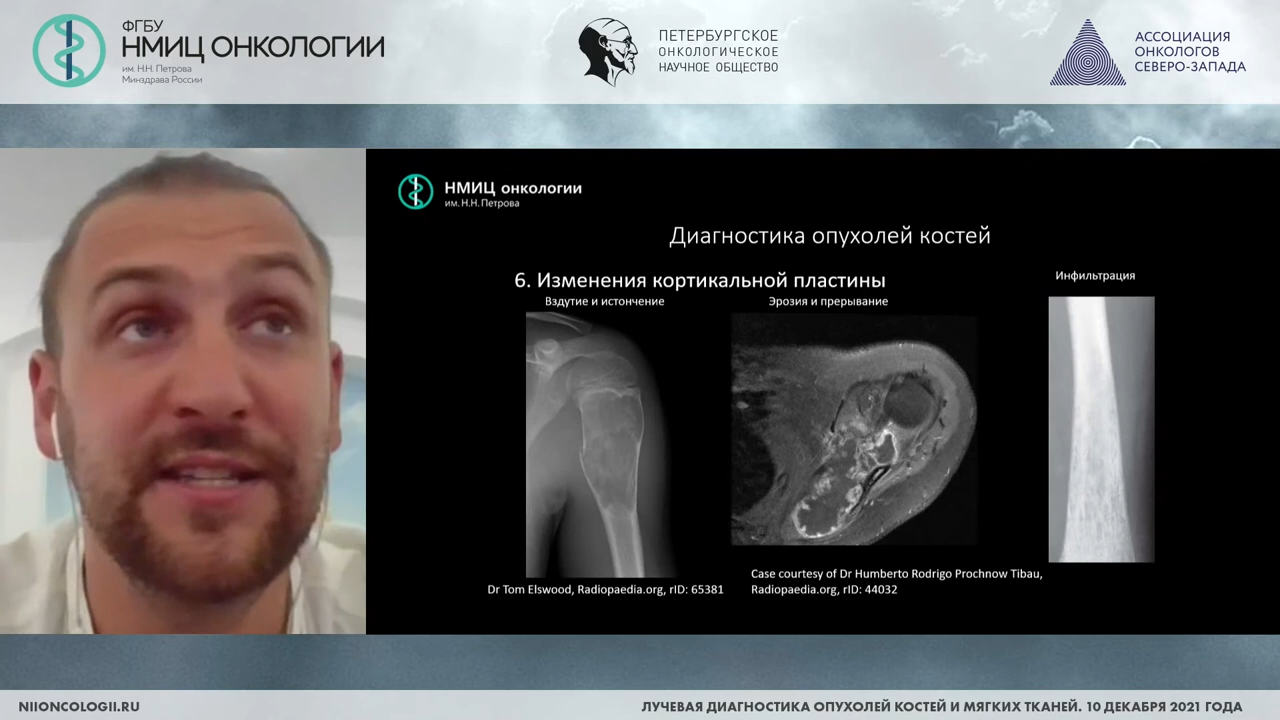 ФГБУ
НМИЦ ОНКОЛОГИИ
им. Н.Н. Петрова
Минздрава России
ПЕТЕРБУРГСКОЕ
ОНКОЛОГИЧЕСКОЕ
НАУЧНОЕ ОБЩЕСТВО
АССОЦИАЦИЯ
ОНКОЛОГОВ
СЕВЕРО-ЗАПАДА
НМИЦ онкологии
им. Н.Н. Петрова
Диагностика опухолей костей
6. Изменения кортикальной пластины
Вздутие и истончение
Эрозия и прерывание
Инфильтрация
Dr Tom Elswood, Radiopaedia.org, rID: 65381
Case courtesy of Dr Humberto Rodrigo Prochnow Tibau,
Radiopaedia.org, rID: 44032
NIIONCOLOGII.RU
ЛУЧЕВАЯ ДИАГНОСТИКА ОПУХОЛЕЙ КОСТЕЙ И МЯГКИХ ТКАНЕЙ. 10 ДЕКАБРЯ 2021 ГОДА